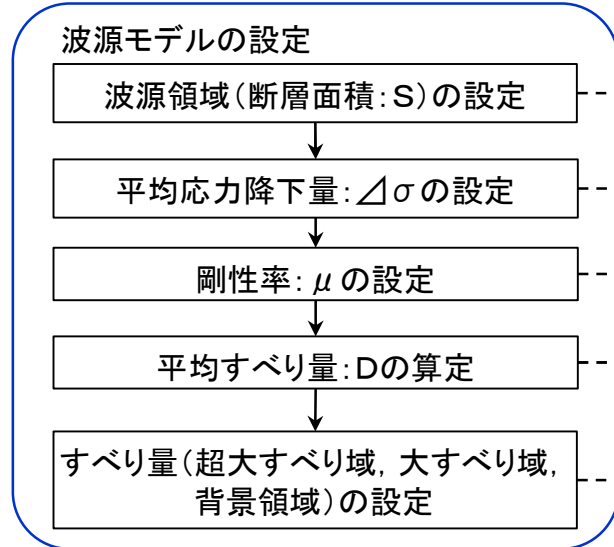 波源モデルの設定
波源領域(断層面積:S)の設定
平均応力降下量:⊿σの設定
剛性率:μの設定
平均すべり量:Dの算定
すべり量(超大すべり域,大すべり域,
背景領域)の設定